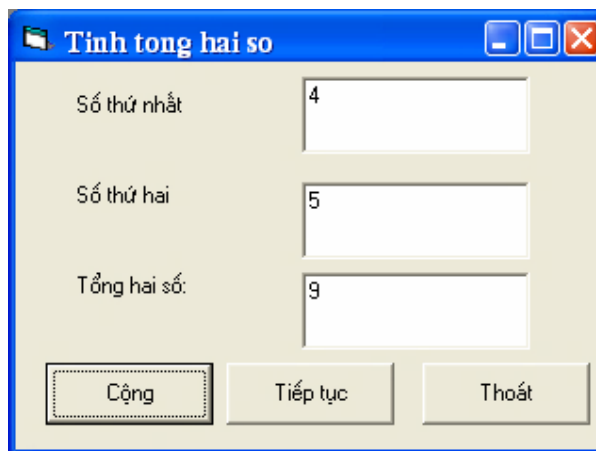 Tinh tong hai so
Số thứ nhất 4
Số thứ hai 5
Tổng hai số: 9
Cộng Tiếp tục Thoát